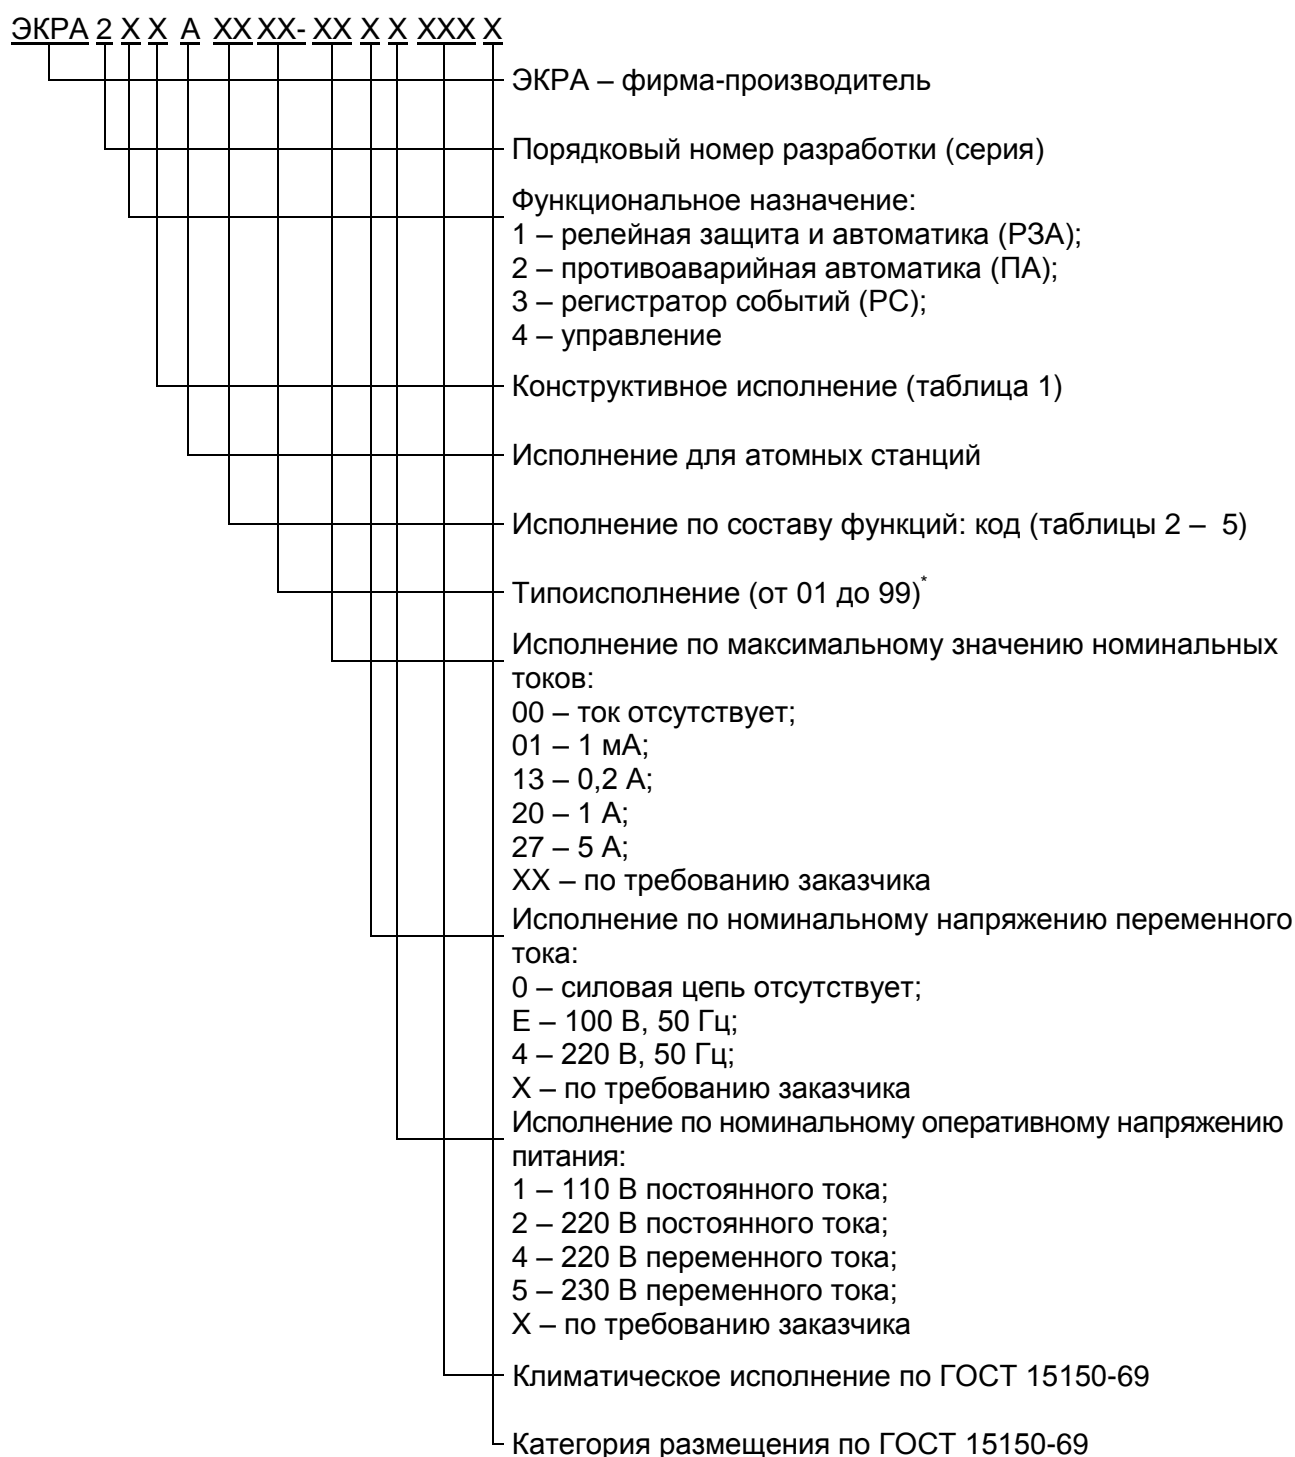 ЭКРА 2 Х Х А ХХ ХХ- ХХ Х Х ХХХ Х
ЭКРА – фирма-производитель
Порядковый номер разработки (серия)
Функциональное назначение:
1 – релейная защита и автоматика (РЗА);
2 – противоаварийная автоматика (ПА);
3 – регистратор событий (РС);
4 – управление
Конструктивное исполнение (таблица 1)
Исполнение для атомных станций
Исполнение по составу функций: код (таблицы 2 – 5)
Типоисполнение (от 01 до 99)*
Исполнение по максимальному значению номинальных
токов:
00 – ток отсутствует;
01 – 1 мА;
13 – 0,2 А;
20 – 1 А;
27 – 5 А;
ХХ – по требованию заказчика
Исполнение по номинальному напряжению переменного
тока:
0 – силовая цепь отсутствует;
Е – 100 В, 50 Гц;
4 – 220 В, 50 Гц;
Х – по требованию заказчика
Исполнение по номинальному оперативному напряжению
питания:
1 – 110 В постоянного тока;
2 – 220 В постоянного тока;
4 – 220 В переменного тока;
5 – 230 В переменного тока;
Х – по требованию заказчика
Климатическое исполнение по ГОСТ 15150-69
Категория размещения по ГОСТ 15150-69